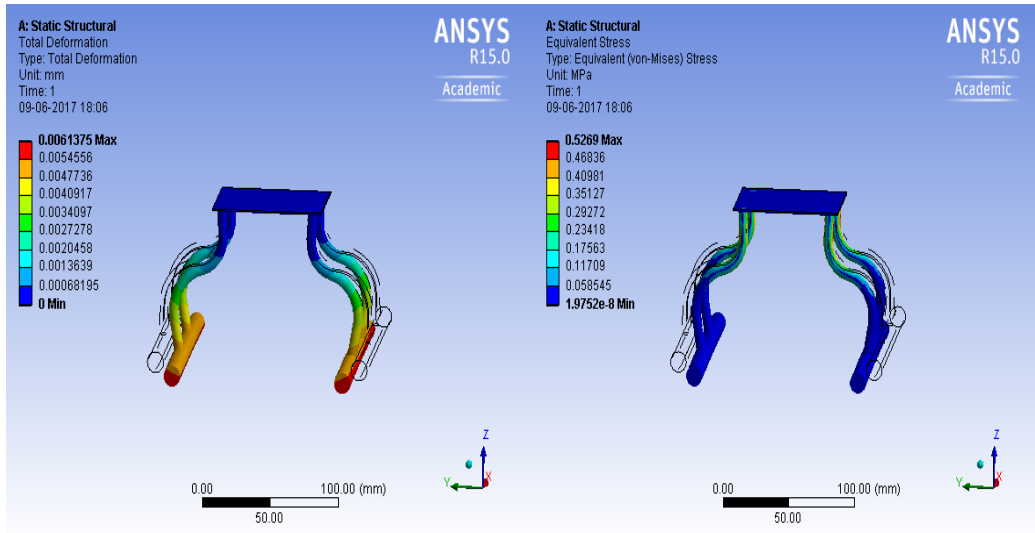 A: Static Structural
Total Deformation
Type: Total Deformation
Unit: mm
Time: 1
09-06-2017 18:06
ANSYS
R15.0
Academic
0.0061375 Max
0.0054556
0.0047736
0.0040917
0.0034097
0.0027278
0.0020458
0.0013639
0.00068195
0 Min
Z
Y
X
0.00
100.00 (mm)
50.00
A: Static Structural
Equivalent Stress
Type: Equivalent (von-Mises) Stress
Unit: MPa
Time: 1
09-06-2017 18:06
ANSYS
R15.0
Academic
0.5269 Max
0.46836
0.40981
0.35127
0.29272
0.23418
0.17563
0.11709
0.058545
1.9752e-8 Min
Z
Y
X
0.00
100.00 (mm)
50.00